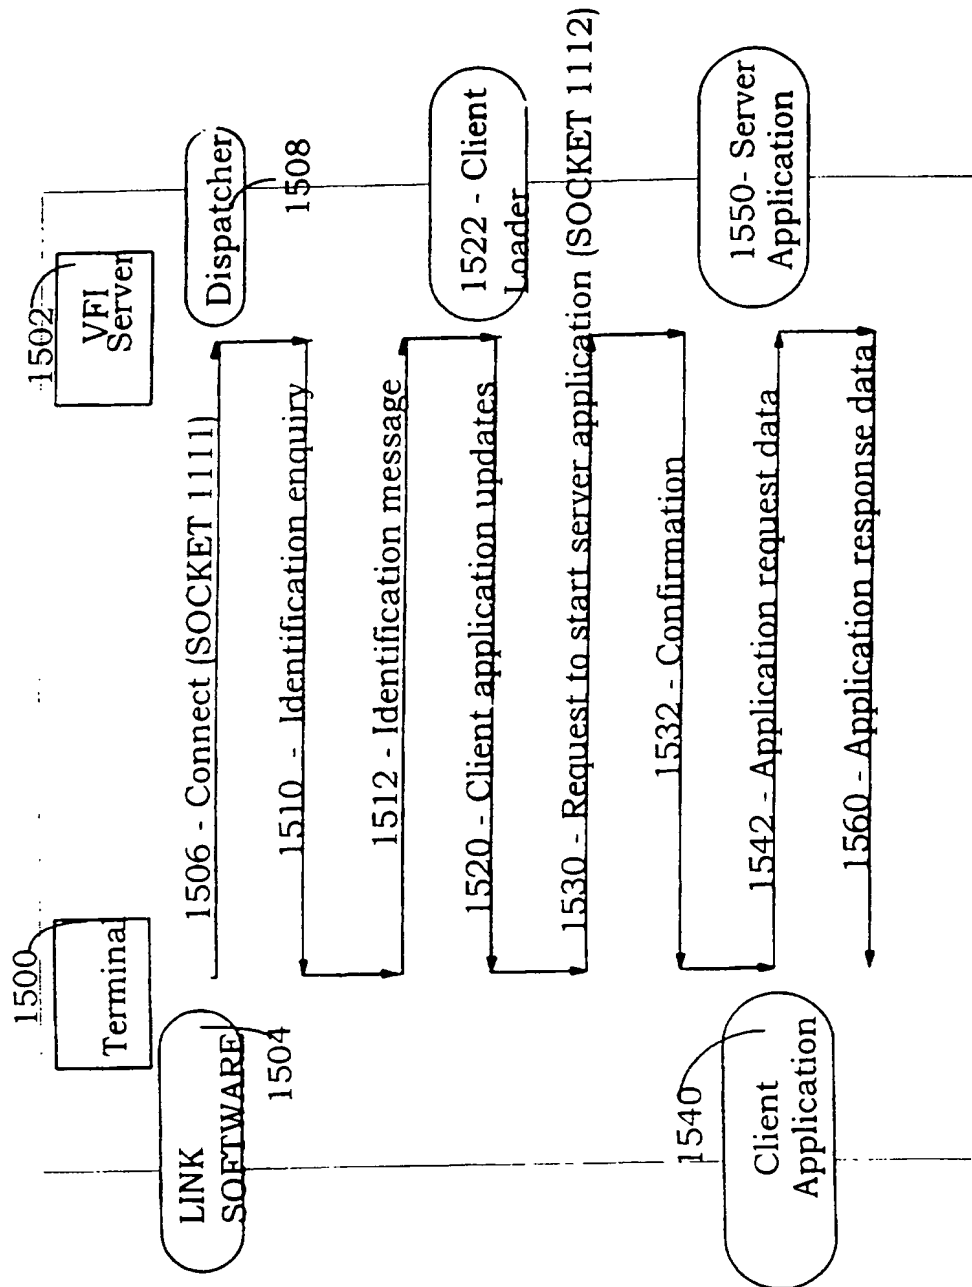 1500
Terminal
1502
VFI
Server
LINK
SOFTWARE
1504
1506 - Connect (SOCKET 1111)
Dispatcher
1508
1510 - Identification enquiry
1512 - Identification message
1520 - Client application updates
1522 - Client
Loader
1530 - Request to start server application (SOCKET 1112)
1532 - Confirmation
1540
Client
Application
1542 - Application request data
1550- Server
Application
1560 - Application response data